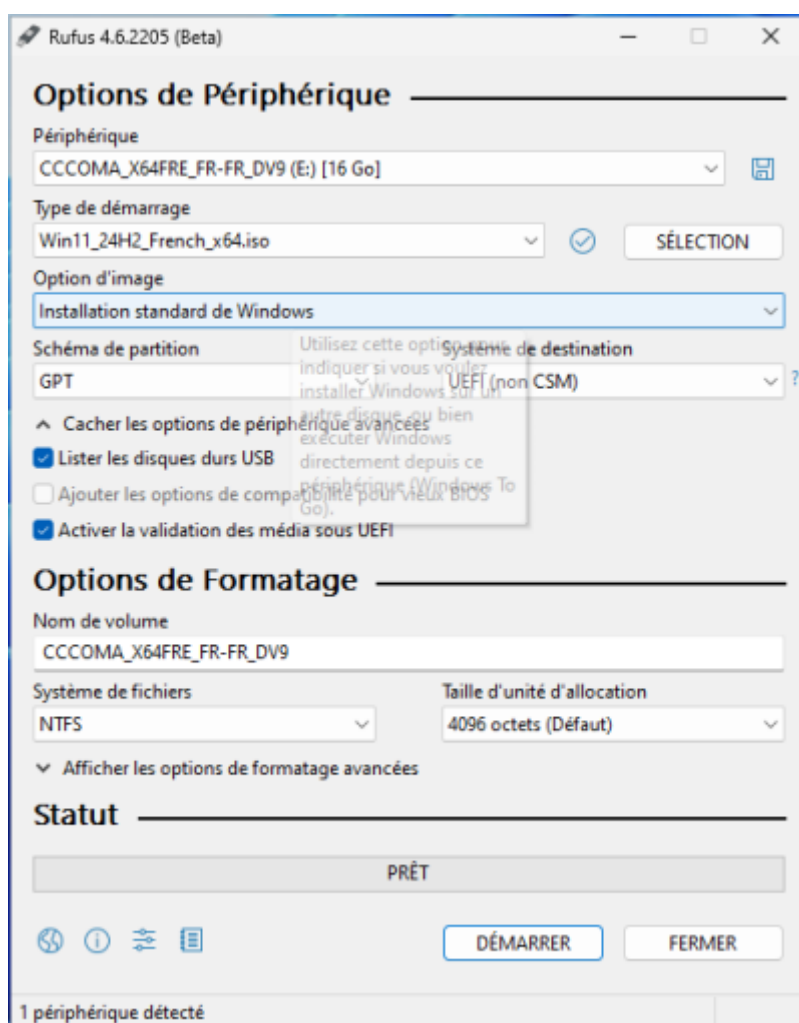 Rufus 4.6.2205 (Beta)
Options de Périphérique
Périphérique
CCCOMA_X64FRE_FR-FR_DV9 (E:) [16 Go]
Type de démarrage
Win11_24H2_French_x64.iso
SÉLECTION
Option d'image
Installation standard de Windows
Schéma de partition
Système de destination
GPT
UEFI (non CSM)
?
Utilisez cette option pour
indiquer si vous voulez
installer Windows sur un
autre disque, ou bien
exécuter Windows
directement depuis ce
périphérique (Windows To
Go).
Cacher les options de périphérique avancées
Lister les disques durs USB
Ajouter les options de compatibilité pour vieux BIOS
Activer la validation des média sous UEFI
Options de Formatage
Nom de volume
CCCOMA_X64FRE_FR-FR_DV9
Système de fichiers
Taille d'unité d'allocation
NTFS
4096 octets (Défaut)
Afficher les options de formatage avancées
Statut
PRÊT
DÉMARRER
FERMER
1 périphérique détecté